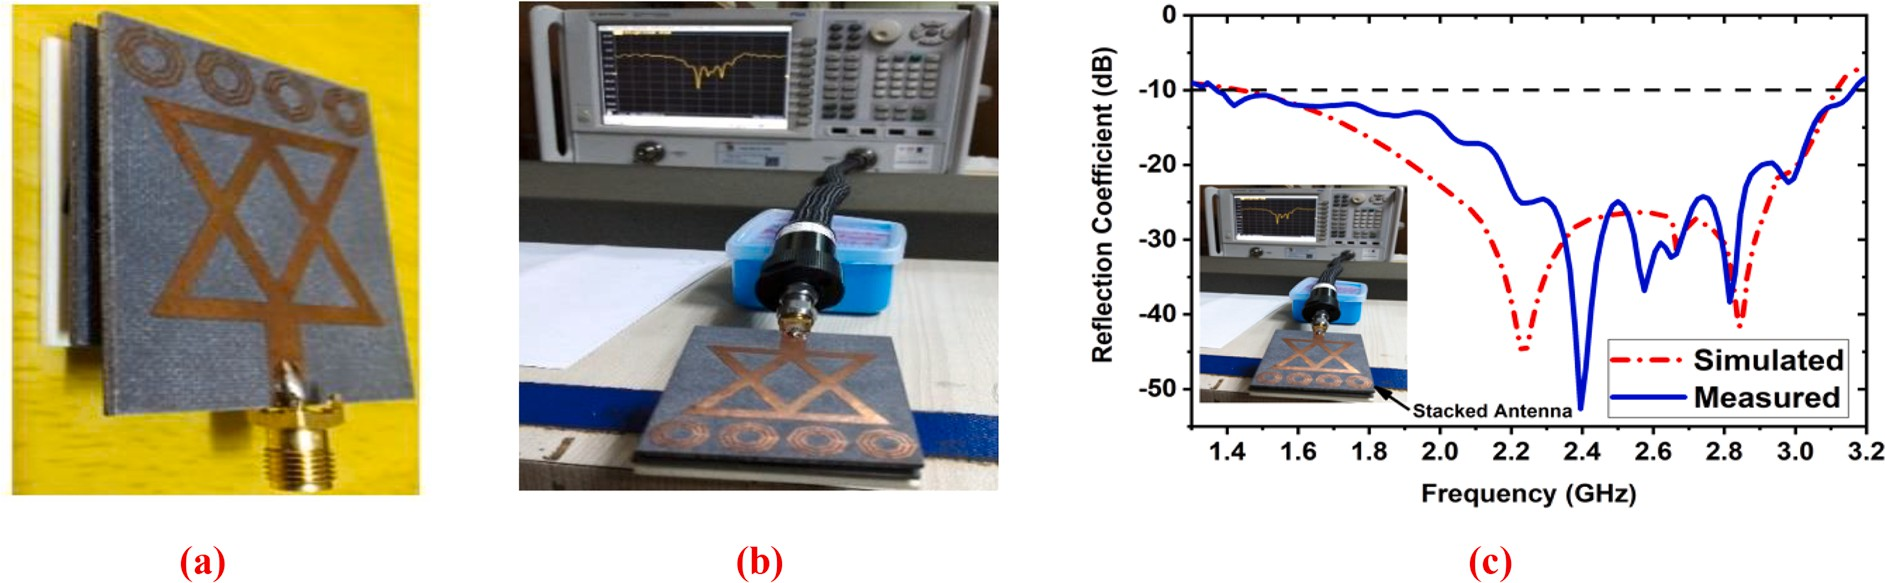 0
-10
-20
-30
-40
-50
Reflection Coefficient (dB)
Stacked Antenna
Simulated
Measured
1.4 1.6 1.8 2.0 2.2 2.4 2.6 2.8 3.0 3.2
Frequency (GHz)
(a) (b) (c)